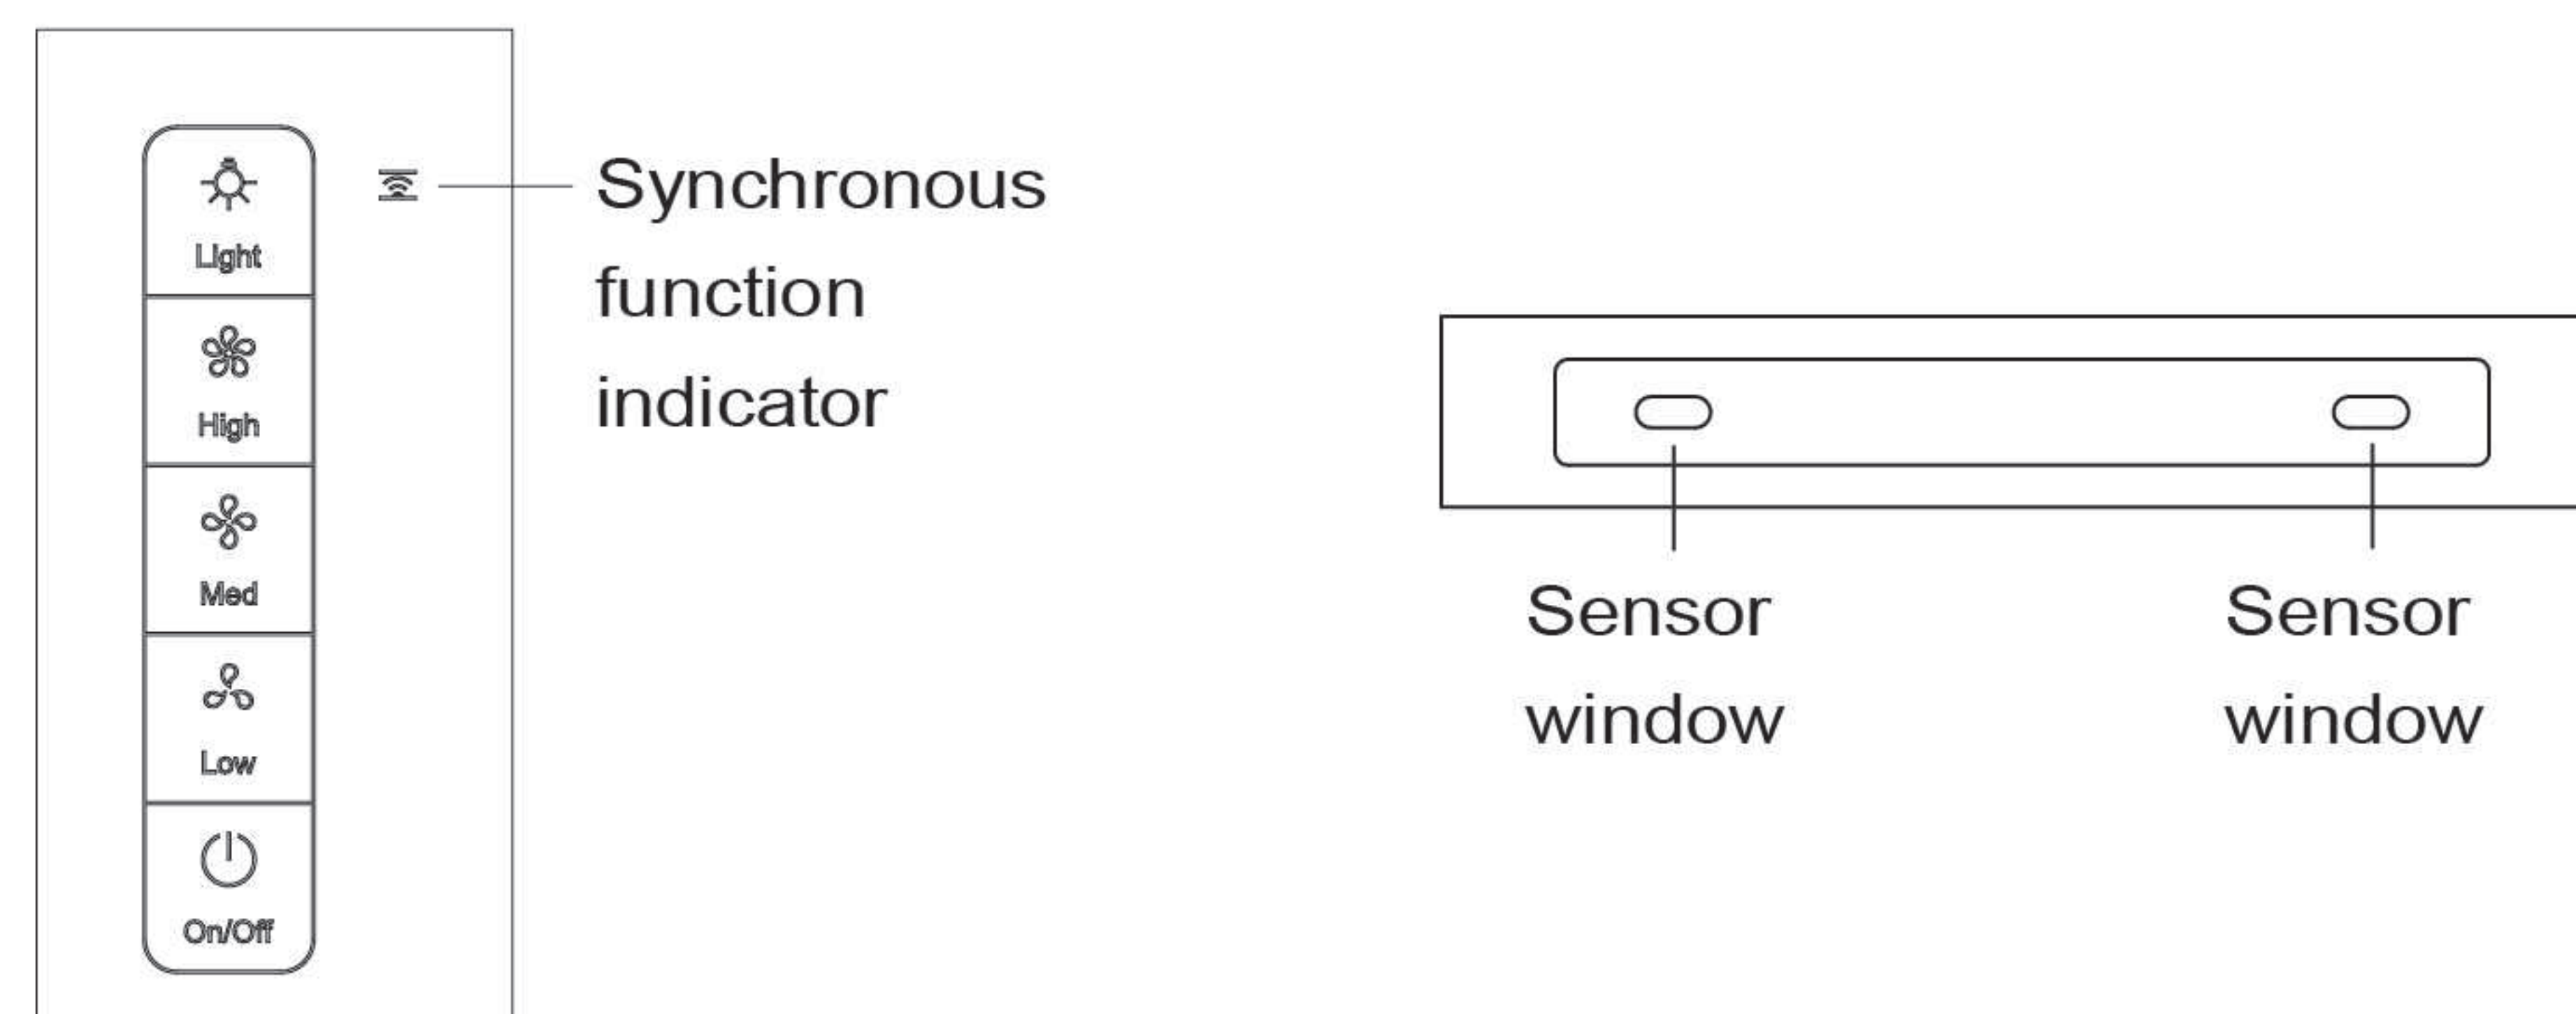 Light
High
Med
Low
On/Off
Synchronous
function
indicator
Sensor
window
Sensor
window